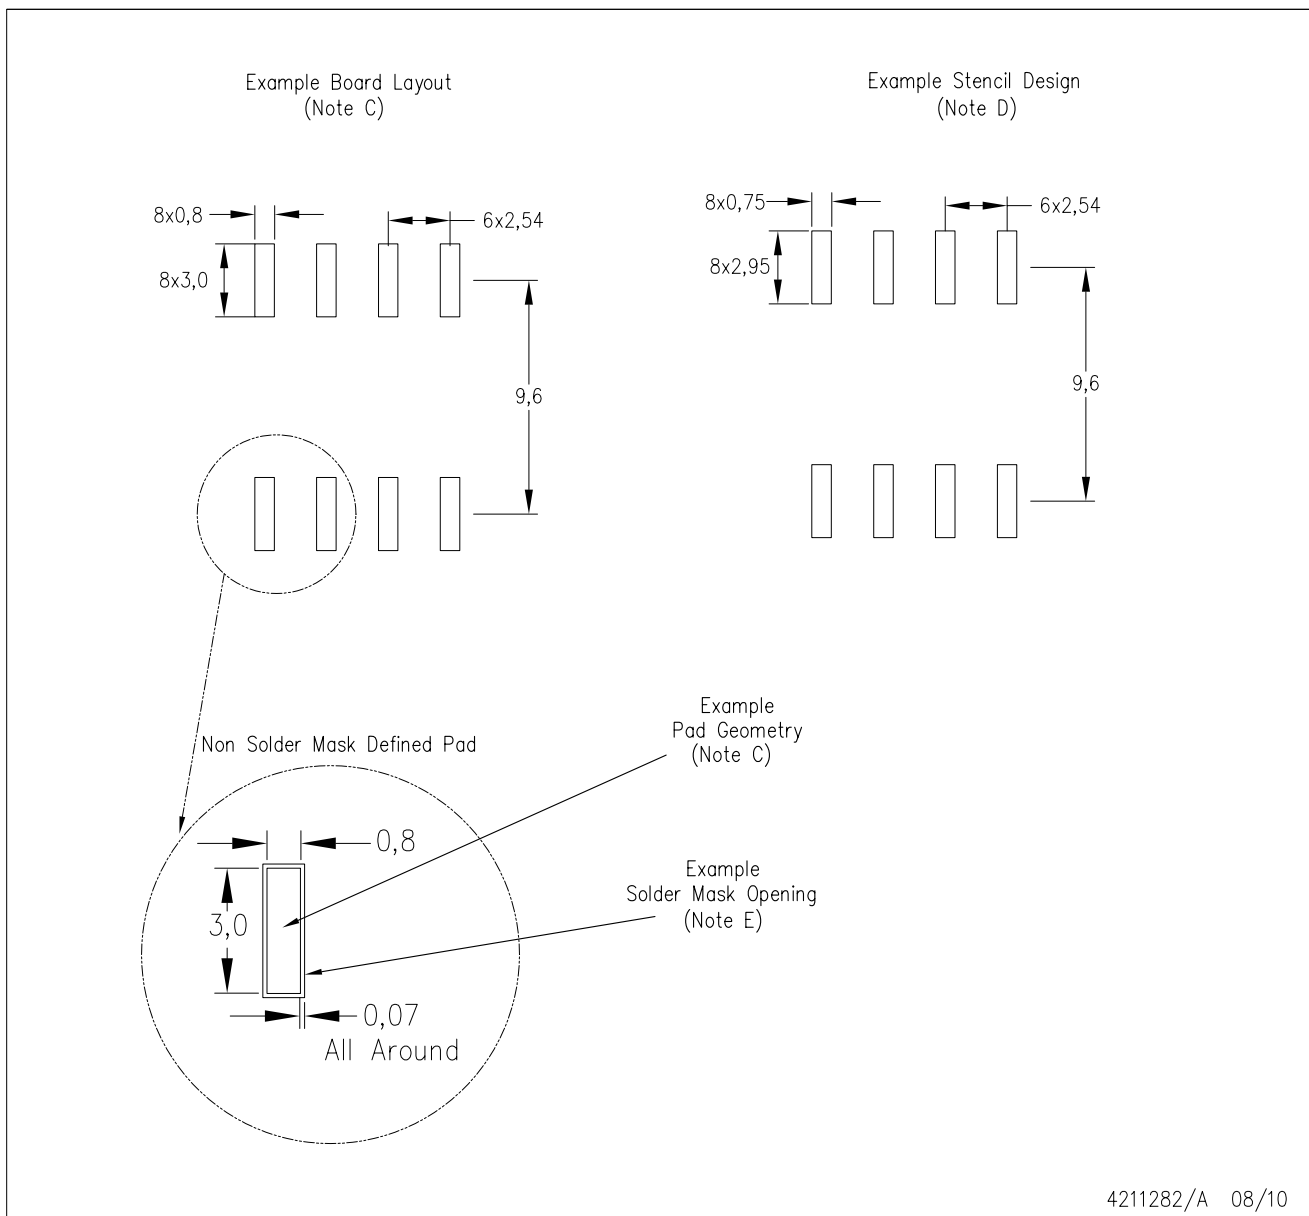 Example Board Layout
(Note C)
8x0,8
6x2,54
8x3,0
9,6
Example Stencil Design
(Note D)
8x0,75
6x2,54
8x2,95
9,6
Non Solder Mask Defined Pad
Example
Pad Geometry
(Note C)
0,8
3,0
Example
Solder Mask Opening
(Note E)
0,07
All Around
4211282/A 08/10